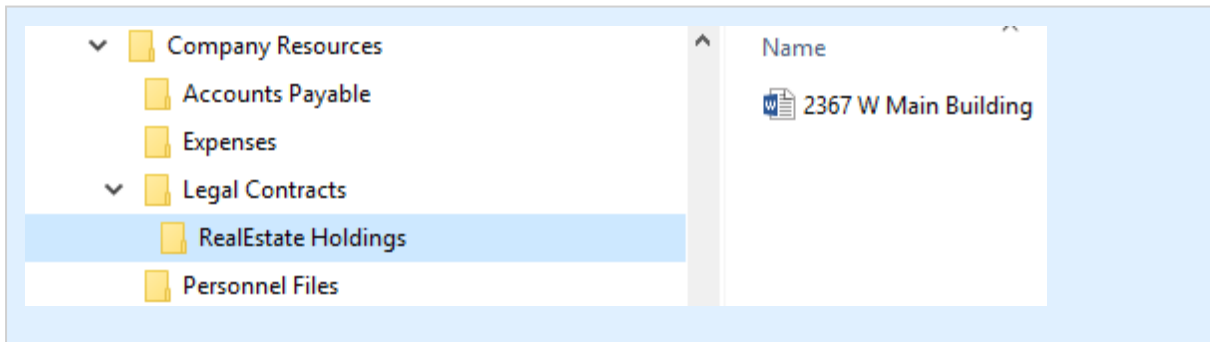 Company Resources
Accounts Payable
Expenses
Legal Contracts
RealEstate Holdings
Personnel Files
Name
2367 W Main Building